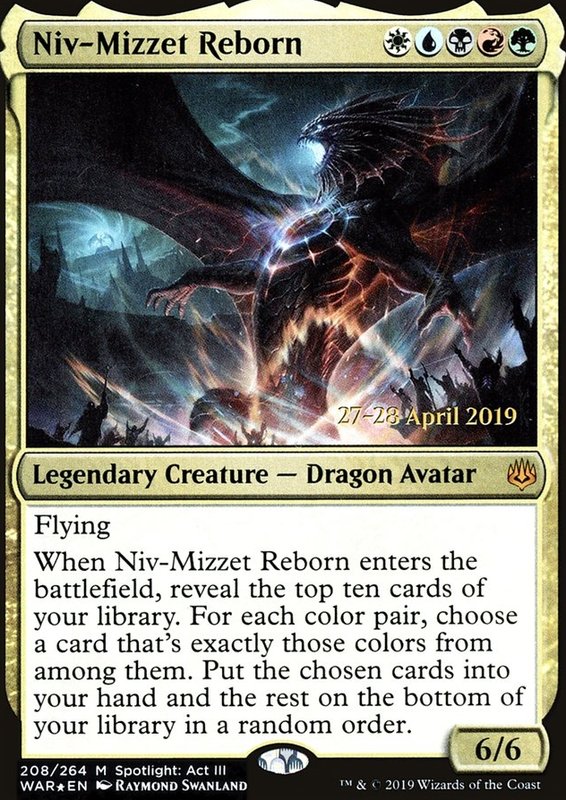 Niv-Mizzet Reborn
27-28 April 2019
Legendary Creature — Dragon Avatar
Flying
When Niv-Mizzet Reborn enters the
battlefield, reveal the top ten cards of
your library. For each color pair, choose
a card that's exactly those colors from
among them. Put the chosen cards into
your hand and the rest on the bottom of
your library in a random order.
6/6
208/264 M Spotlight: Act III
WAR★EN Raymond Swanland
™ & © 2019 Wizards of the Coast